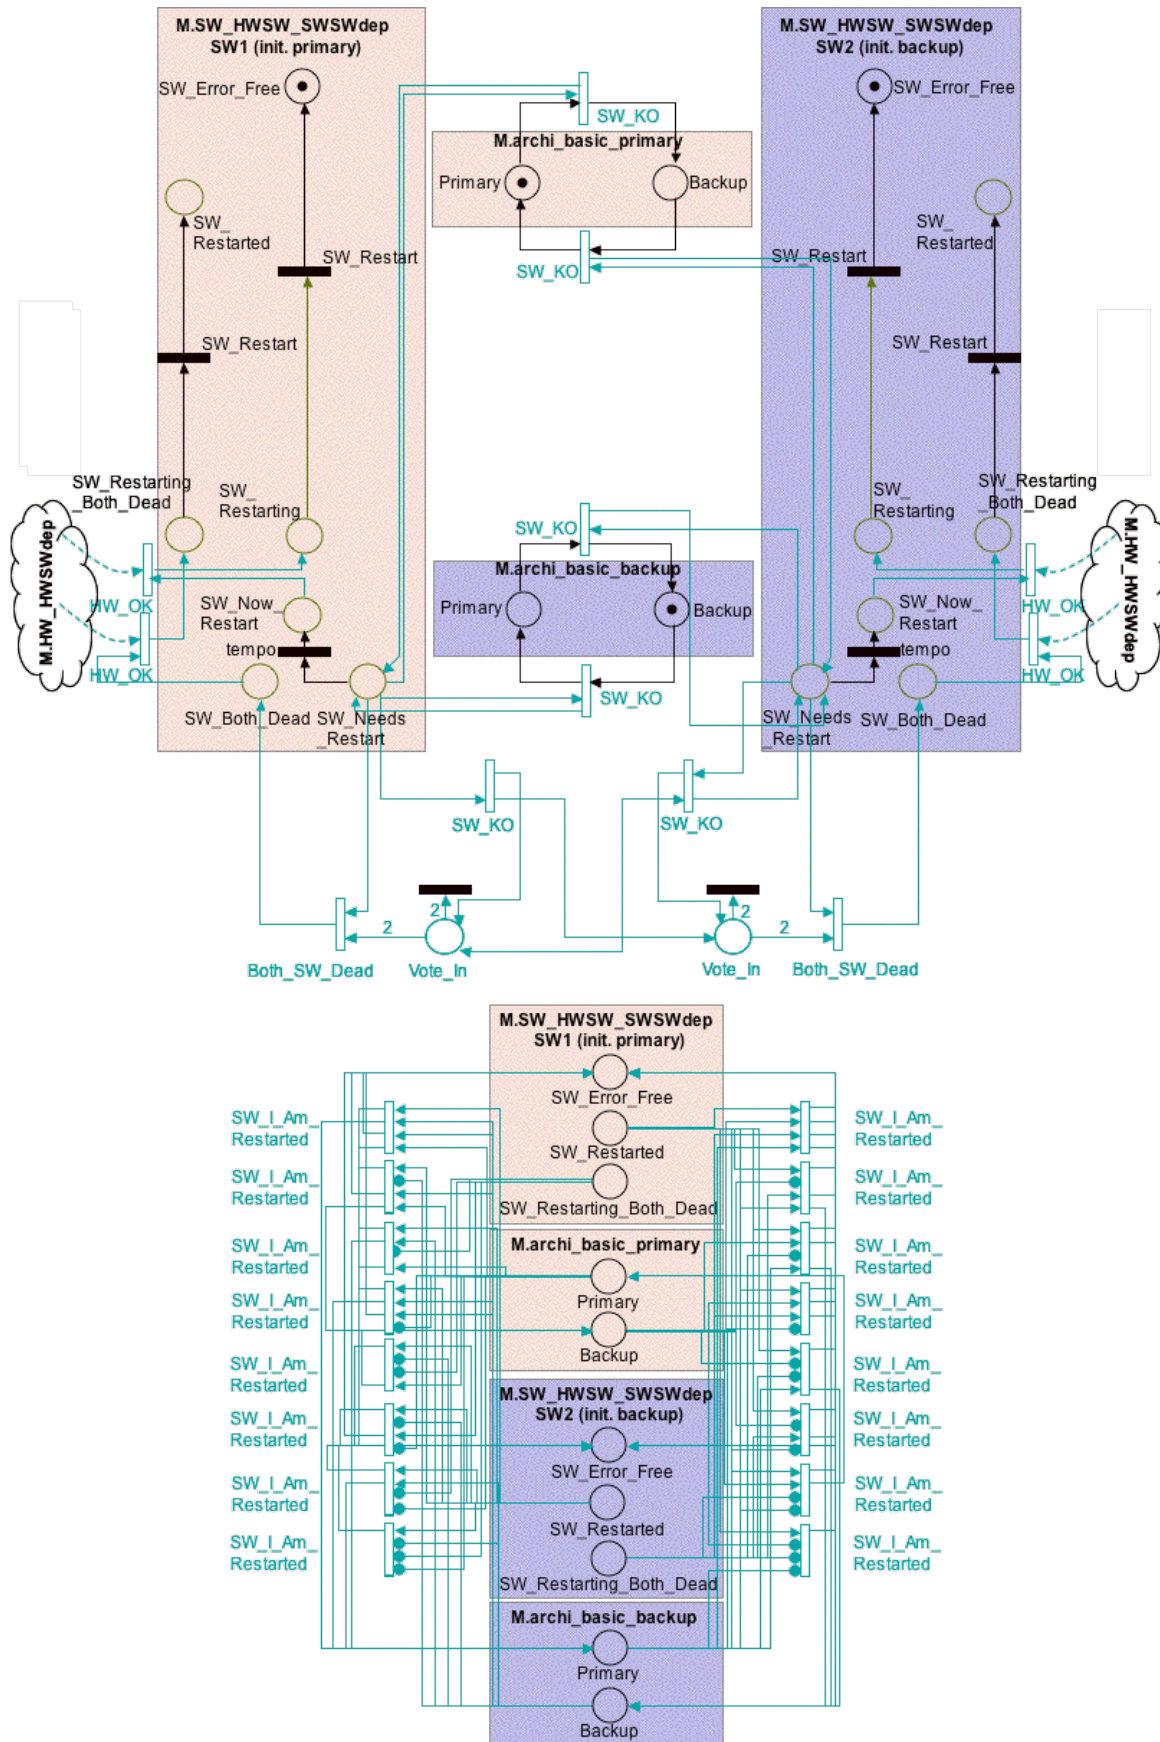 M.SW_HWSW_SWSWdep
SW1 (init. primary)
SW_Error_Free
SW_
Restarted
SW_Restart
SW_Restart
SW_Restarting
_Both_Dead
SW_
Restarting
M.HW_HWSWdep
HW_OK
HW_OK
SW_Now_
Restart
tempo
SW_Both_Dead
SW_Needs
_Restart
SW_KO
M.archi_basic_primary
Primary
Backup
SW_KO
SW_KO
M.archi_basic_backup
Primary
Backup
SW_KO
M.SW_HWSW_SWSWdep
SW2 (init. backup)
SW_Error_Free
SW_
Restarted
SW_Restart
SW_Restart
SW_
Restarting
SW_Restarting
_Both_Dead
M.HW_HWSWdep
HW_OK
HW_OK
SW_Now_
Restart
tempo
SW_Needs
_Restart
SW_Both_Dead
SW_KO
SW_KO
2
2
2
2
Both_SW_Dead
Vote_In
Vote_In
Both_SW_Dead
M.SW_HWSW_SWSWdep
SW1 (init. primary)
SW_Error_Free
SW_Restarted
SW_Restarting_Both_Dead
M.archi_basic_primary
Primary
Backup
M.SW_HWSW_SWSWdep
SW2 (init. backup)
SW_Error_Free
SW_Restarted
SW_Restarting_Both_Dead
M.archi_basic_backup
Primary
Backup
SW_I_Am_
Restarted
SW_I_Am_
Restarted
SW_I_Am_
Restarted
SW_I_Am_
Restarted
SW_I_Am_
Restarted
SW_I_Am_
Restarted
SW_I_Am_
Restarted
SW_I_Am_
Restarted
SW_I_Am_
Restarted
SW_I_Am_
Restarted
SW_I_Am_
Restarted
SW_I_Am_
Restarted
SW_I_Am_
Restarted
SW_I_Am_
Restarted
SW_I_Am_
Restarted
SW_I_Am_
Restarted